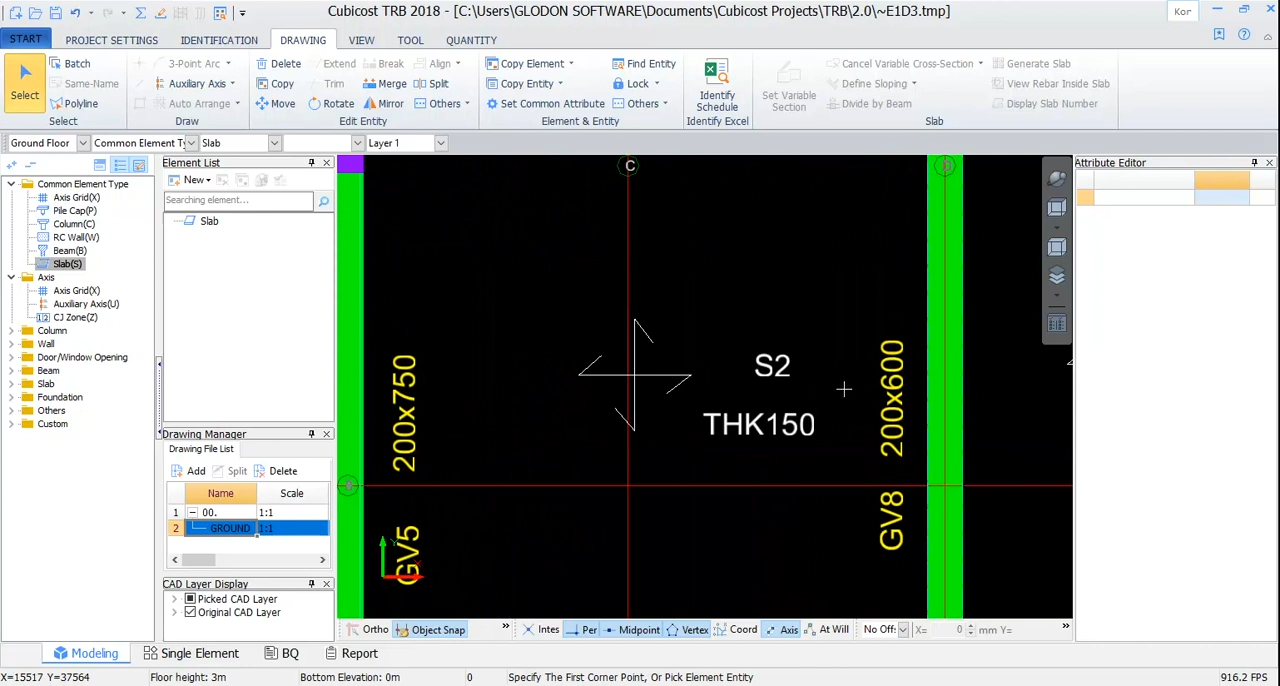 Cubicost TRB 2018 - [C:\Users\GLODON SOFTWARE\Documents\Cubicost Projects\TRB\2.0\~E1D3.tmp]
Kor
START PROJECT SETTINGS IDENTIFICATION DRAWING VIEW TOOL QUANTITY
Select
Batch
Same-Name
Polyline
Select
3-Point Arc
Auxiliary Axis
Auto Arrange
Draw
Delete Extend Break Align
Copy Trim Merge Split
Move Rotate Mirror Others
Edit Entity
Copy Element Find Entity
Copy Entity Lock
Set Common Attribute Others
Element & Entity
Identify Schedule
Identify Excel
Set Variable Section
Cancel Variable Cross-Section Generate Slab
Define Sloping View Rebar Inside Slab
Divide by Beam Display Slab Number
Slab
Ground Floor Common Element Ty Slab Layer 1
Common Element Type
Axis Grid(X)
Pile Cap(P)
Column(C)
RC Wall(W)
Beam(B)
Slab(S)
Axis
Axis Grid(X)
Auxiliary Axis(U)
CJ Zone(Z)
Column
Wall
Door/Window Opening
Beam
Slab
Foundation
Others
Custom
Element List
New
Searching element...
Slab
Drawing Manager
Drawing File List
Add Split Delete
Name Scale
1 00. 1:1
2 GROUND 1:1
CAD Layer Display
Picked CAD Layer
Original CAD Layer
C
200x750
GV5
S2
THK150
200x600
GV8
Y
Attribute Editor
Ortho Object Snap » Intes Per Midpoint Vertex Coord Axis At Will No Off: X= 0 mm Y= »
Modeling Single Element BQ Report
X=15517 Y=37564 Floor height: 3m Bottom Elevation: 0m 0 Specify The First Corner Point, Or Pick Element Entity 916.2 FPS